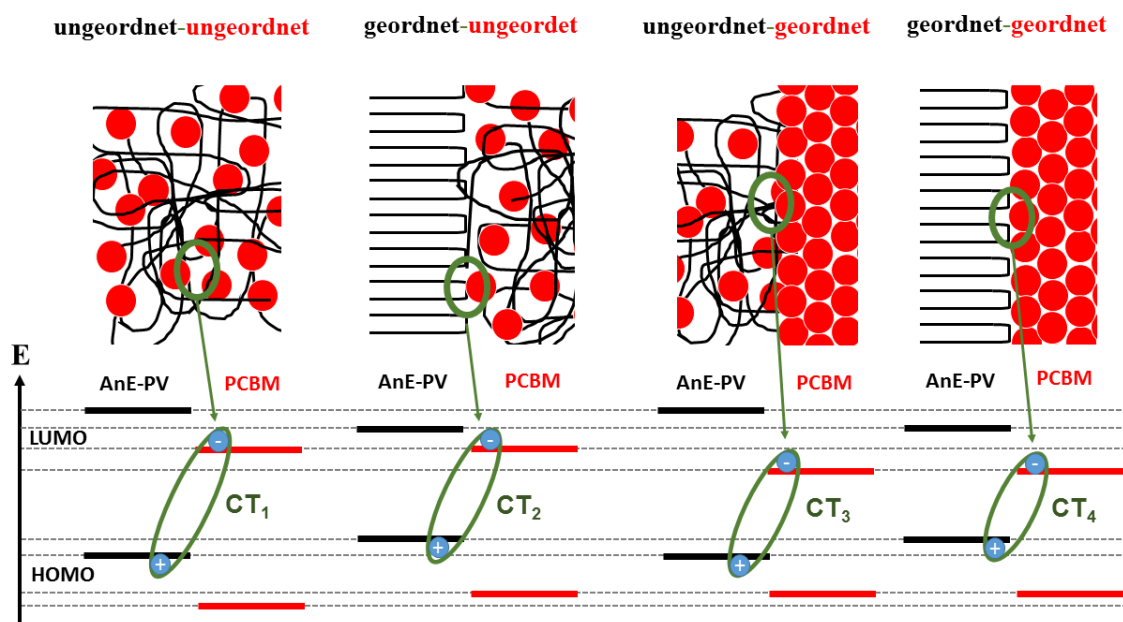 ungeordnet-ungeordnet
geordnet-ungeordet
ungeordnet-geordnet
geordnet-geordnet
E
AnE-PV
PCBM
AnE-PV
PCBM
AnE-PV
PCBM
AnE-PV
PCBM
LUMO
-
-
-
-
CT₁
CT₂
CT₃
CT₄
+
+
+
+
HOMO